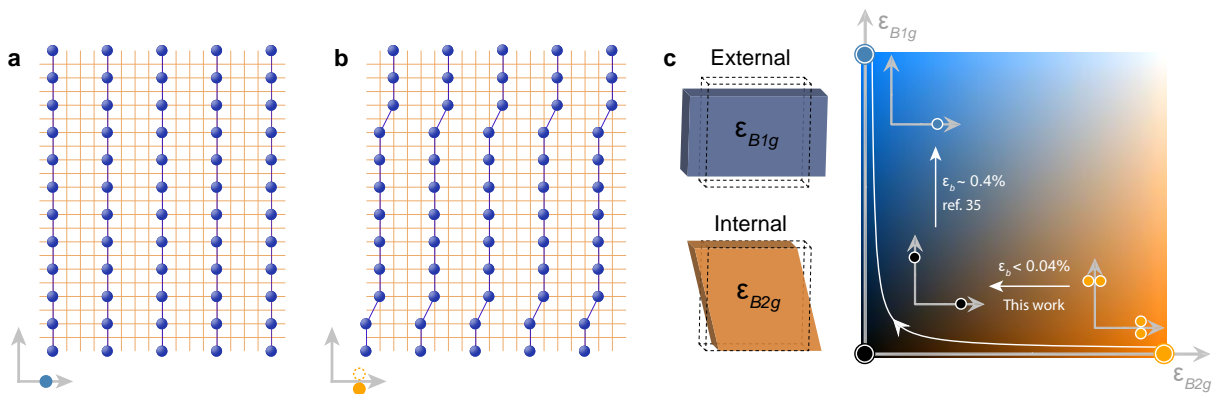 a
b
c
External
ε_B1g
Internal
ε_B2g
ε_B1g
ε_b ~ 0.4%
ref. 35
ε_b < 0.04%
This work
ε_B2g